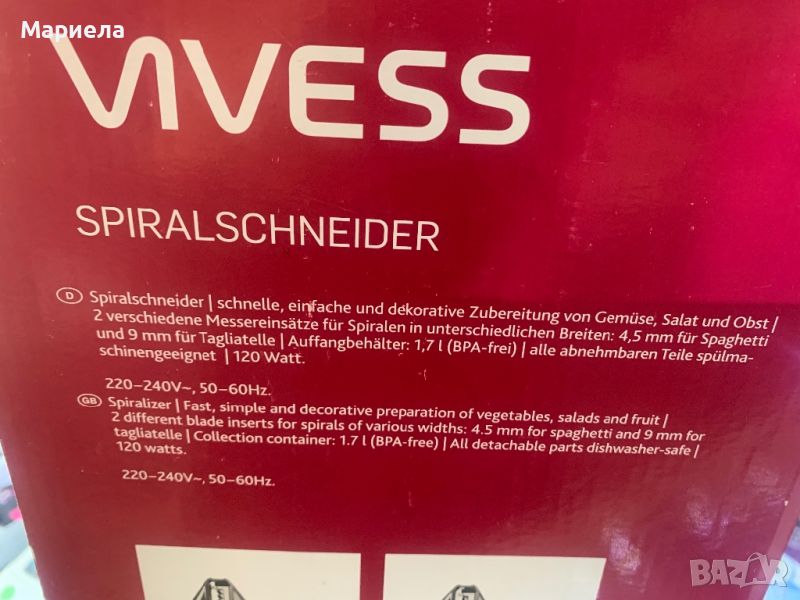 Мариела
VIVESS
SPIRALSCHNEIDER
D Spiralschneider | schnelle, einfache und dekorative Zubereitung von Gemüse, Salat und Obst |
2 verschiedene Messereinsätze für Spiralen in unterschiedlichen Breiten: 4,5 mm für Spaghetti
und 9 mm für Tagliatelle | Auffangbehälter: 1,7 l (BPA-frei) | alle abnehmbaren Teile spülma-
schinengeeignet | 120 Watt.
220–240V~, 50–60Hz.
GB Spiralizer | Fast, simple and decorative preparation of vegetables, salads and fruit |
2 different blade inserts for spirals of various widths: 4.5 mm for spaghetti and 9 mm for
tagliatelle | Collection container: 1.7 l (BPA-free) | All detachable parts dishwasher-safe |
120 watts.
220–240V~, 50–60Hz.
BAZAR